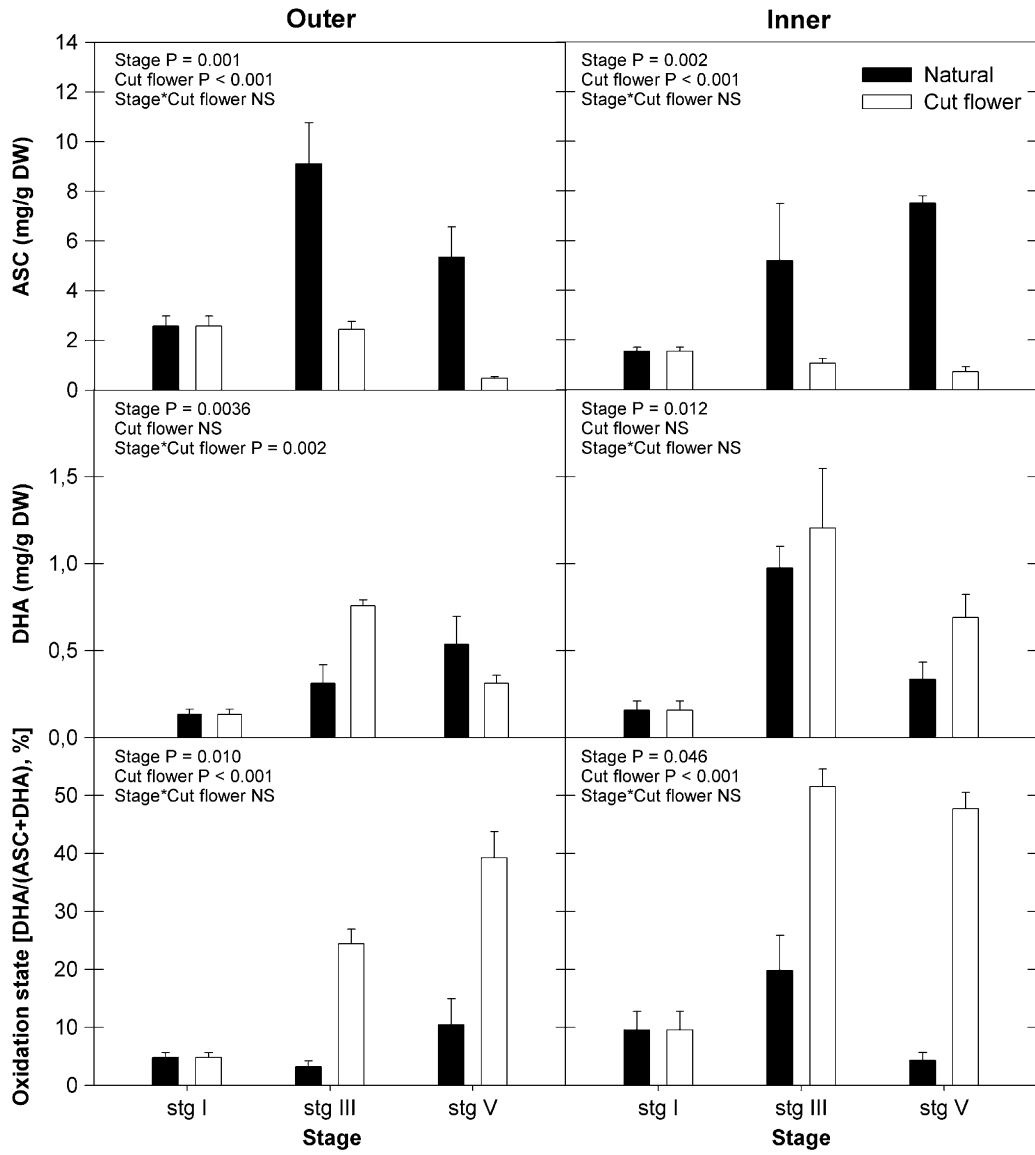 Outer
Inner
ASC (mg/g DW)
14
12
10
8
6
4
2
0
Stage P = 0.001
Cut flower P < 0.001
Stage*Cut flower NS
Stage P = 0.002
Cut flower P < 0.001
Stage*Cut flower NS
Natural
Cut flower
DHA (mg/g DW)
1,5
1,0
0,5
0,0
Stage P = 0.0036
Cut flower NS
Stage*Cut flower P = 0.002
Stage P = 0.012
Cut flower NS
Stage*Cut flower NS
Oxidation state [DHA/(ASC+DHA), %]
50
40
30
20
10
0
Stage P = 0.010
Cut flower P < 0.001
Stage*Cut flower NS
Stage P = 0.046
Cut flower P < 0.001
Stage*Cut flower NS
stg I
stg III
stg V
stg I
stg III
stg V
Stage
Stage